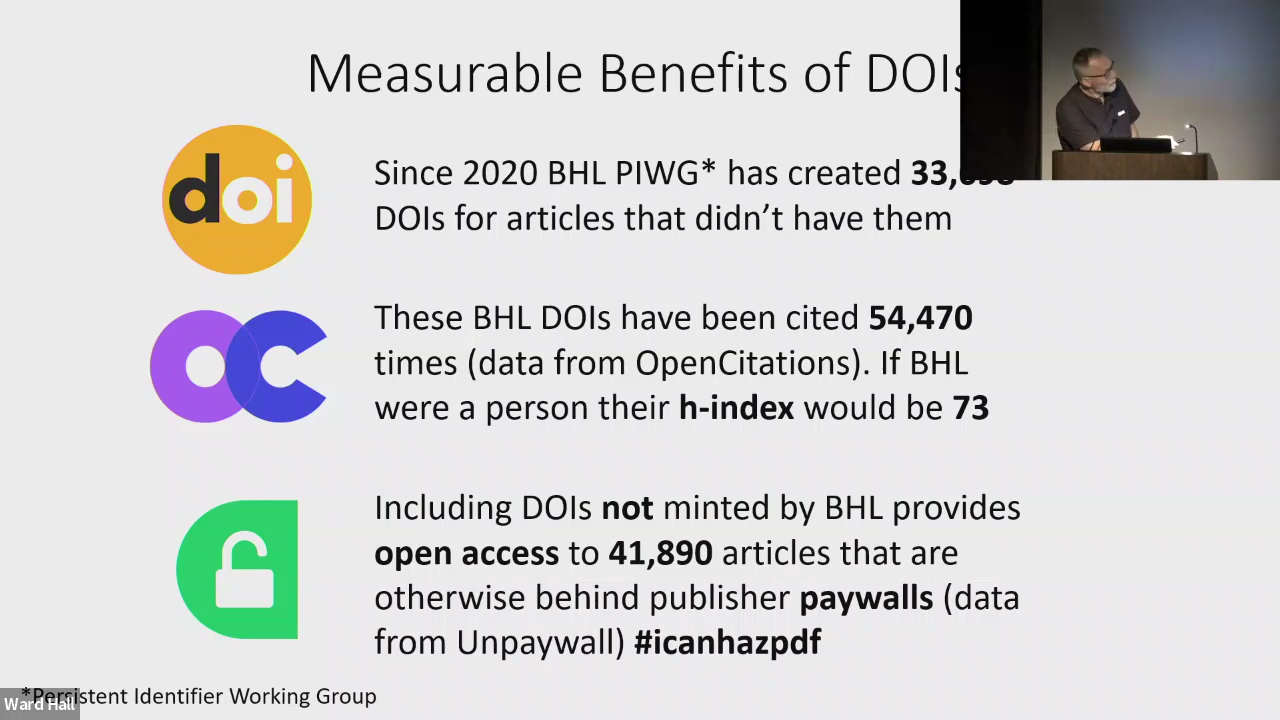 Measurable Benefits of DOIs
doi
Since 2020 BHL PIWG* has created
DOIs for articles that didn’t have them
oc
These BHL DOIs have been cited 54,470
times (data from OpenCitations). If BHL
were a person their h-index would be 73
Including DOIs not minted by BHL provides
open access to 41,890 articles that are
otherwise behind publisher paywalls (data
from Unpaywall) #icanhazpdf
*Persistent Identifier Working Group
Ward Hall